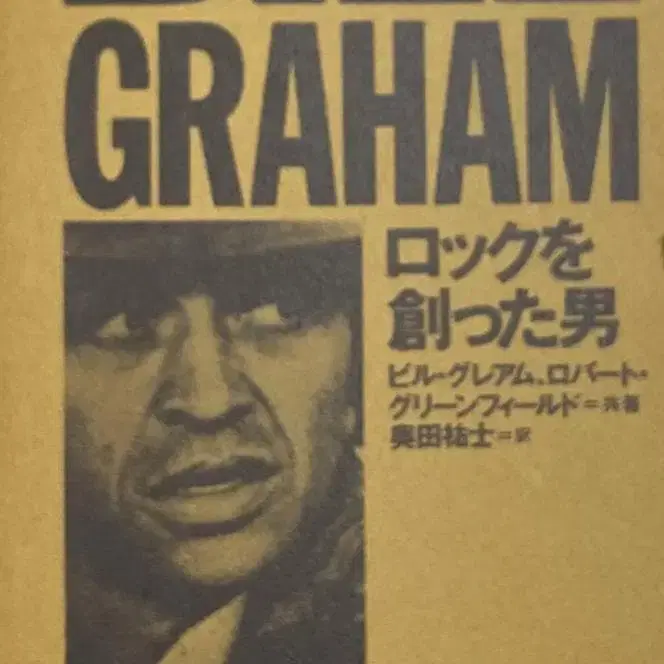 GRAHAM
ロックを
創った男
ビル・グレアム、ロバート・
グリーンフィールド=共著
奥田祐士=訳